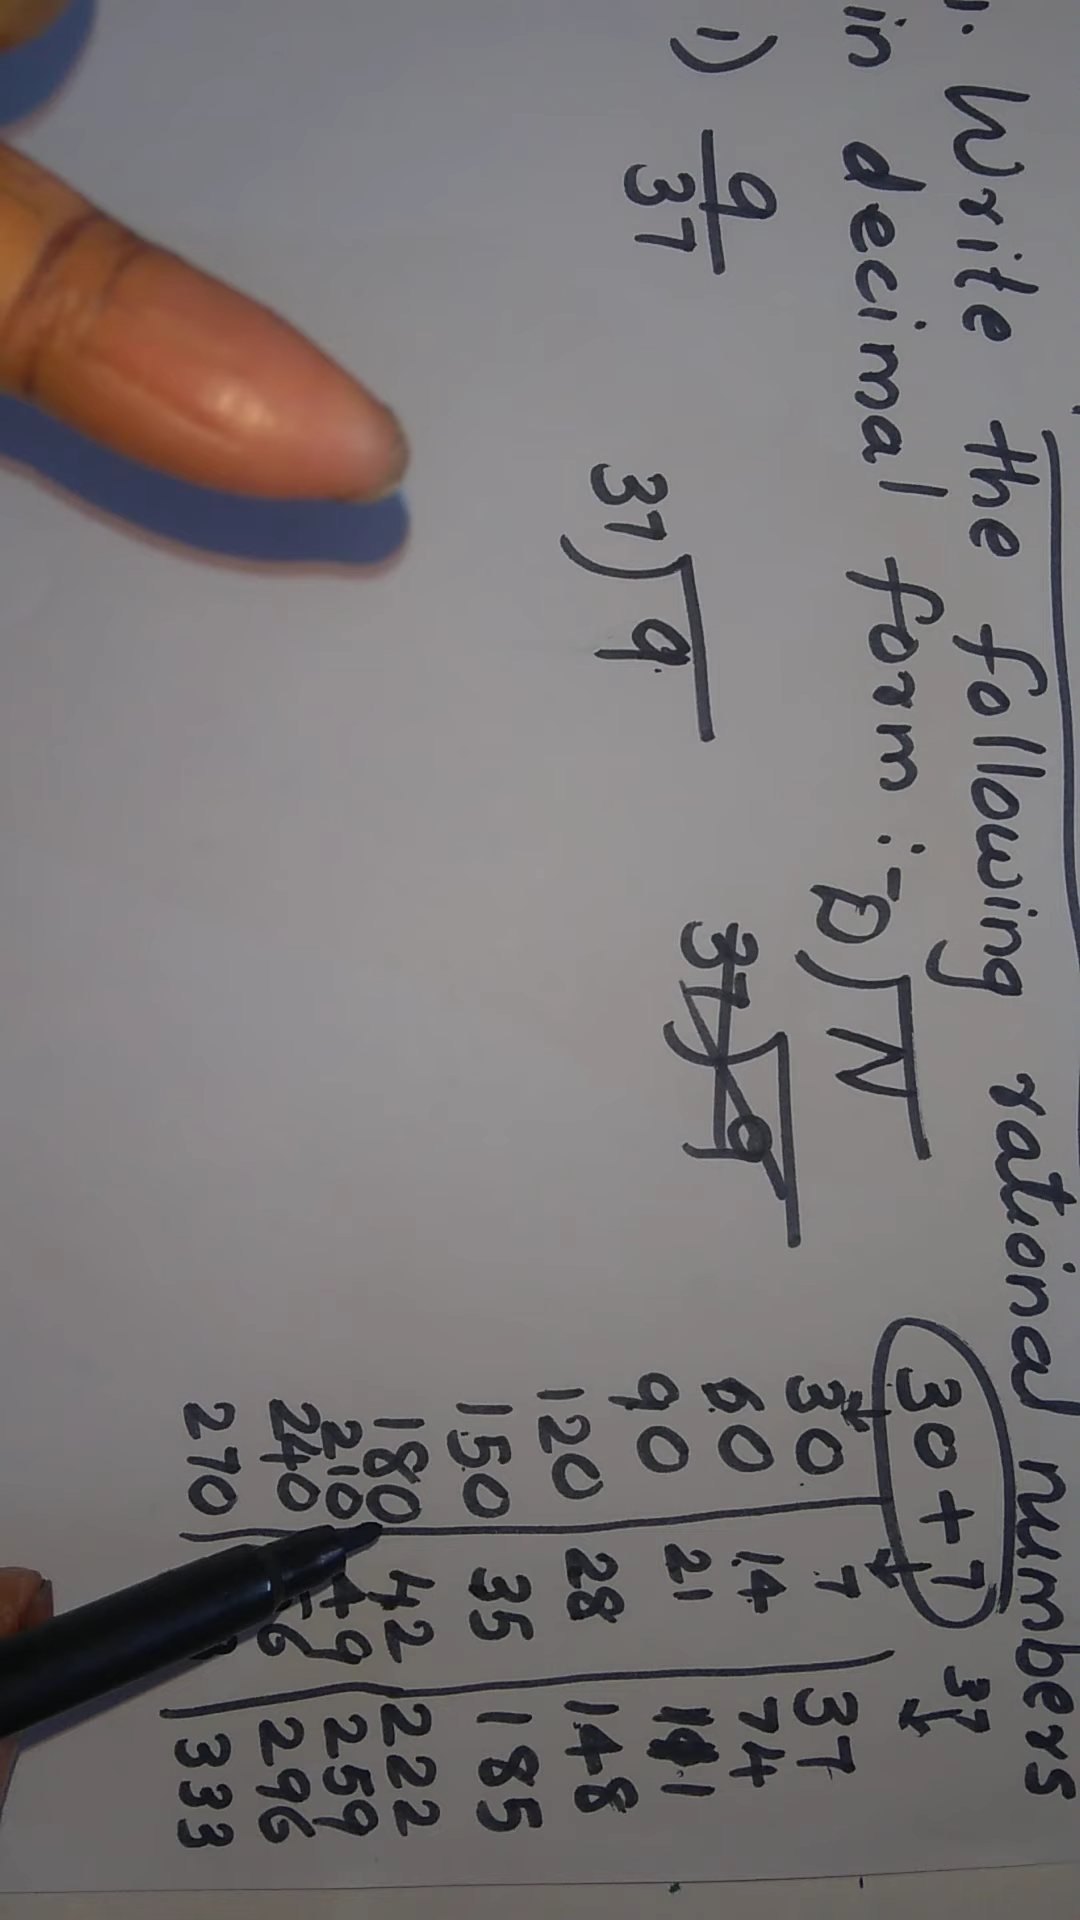 1. Write the following rational numbers
in decimal form :-
i) 9/37
D)N
37)9
37)9
30+7 37
30 7 37
60 14 74
90 21 111
120 28 148
150 35 185
180 42 222
210 49 259
240 56 296
270 333